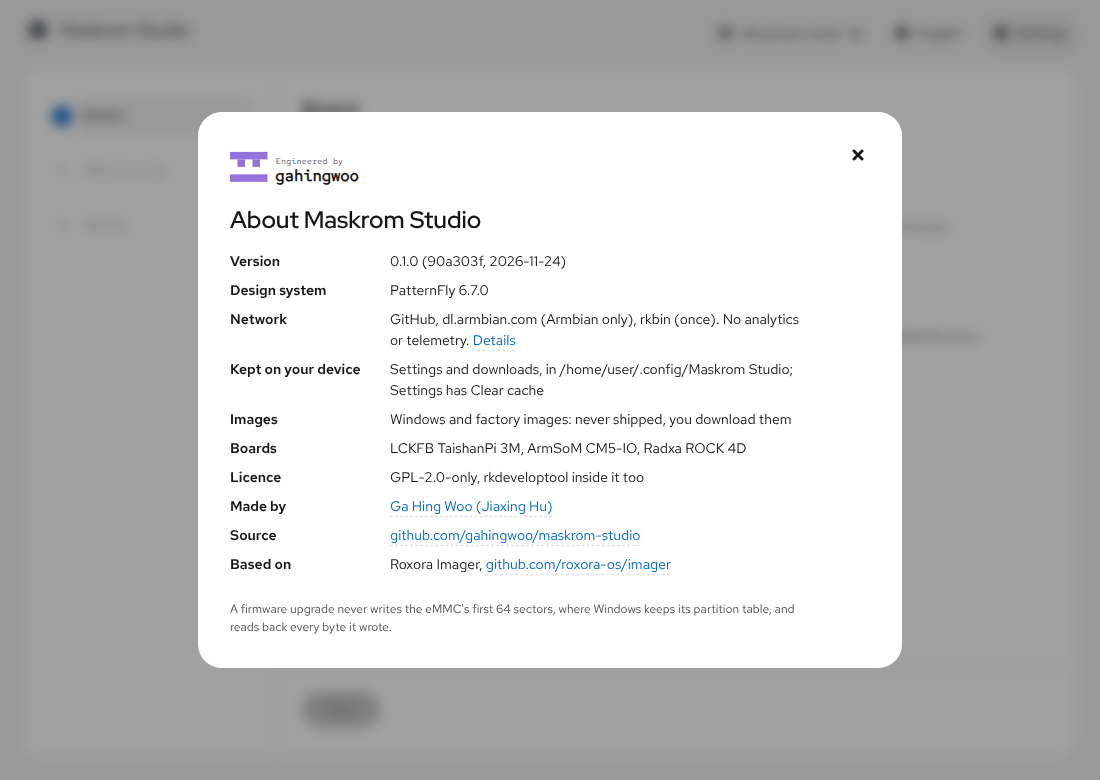 Engineered by
gahingwoo
About Maskrom Studio
Version 0.1.0 (90a303f, 2026-11-24)
Design system PatternFly 6.7.0
Network GitHub, dl.armbian.com (Armbian only), rkbin (once). No analytics
or telemetry. Details
Kept on your device Settings and downloads, in /home/user/.config/Maskrom Studio;
Settings has Clear cache
Images Windows and factory images: never shipped, you download them
Boards LCKFB TaishanPi 3M, ArmSoM CM5-IO, Radxa ROCK 4D
Licence GPL-2.0-only, rkdeveloptool inside it too
Made by Ga Hing Woo (Jiaxing Hu)
Source github.com/gahingwoo/maskrom-studio
Based on Roxora Imager, github.com/roxora-os/imager
A firmware upgrade never writes the eMMC's first 64 sectors, where Windows keeps its partition table, and
reads back every byte it wrote.